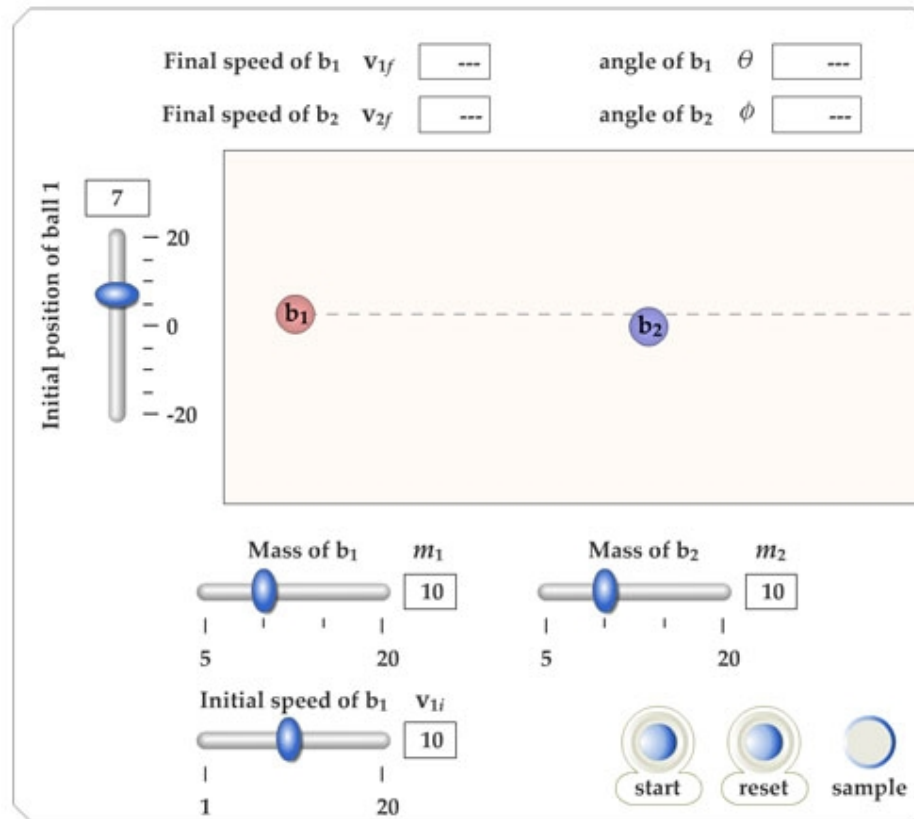 Final speed of b₁ v₁f --- angle of b₁ θ ---
Final speed of b₂ v₂f --- angle of b₂ ϕ ---
Initial position of ball 1
7
20
0
-20
b₁
b₂
Mass of b₁ m₁ Mass of b₂ m₂
10 10
5 20 5 20
Initial speed of b₁ v₁i
10
1 20
start reset sample